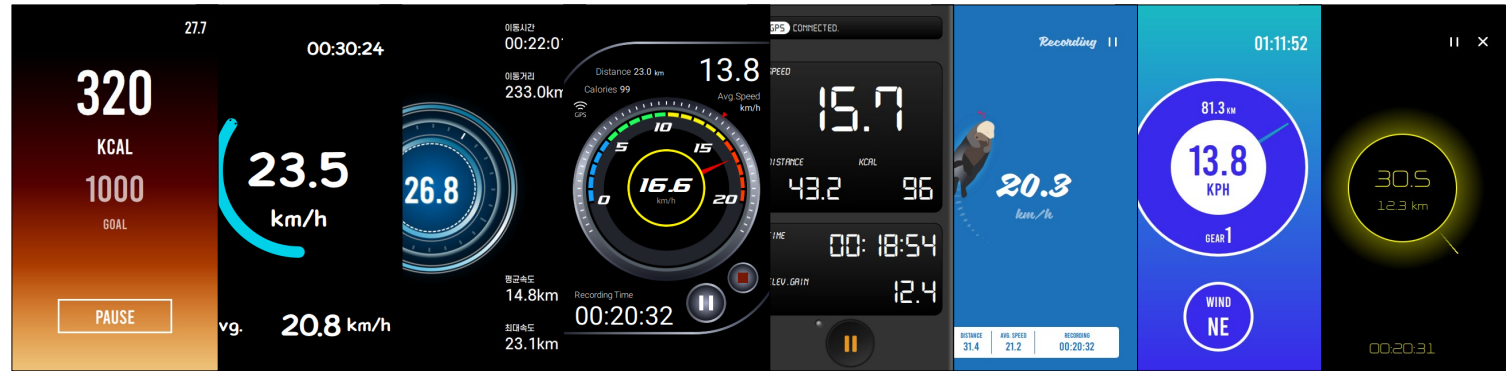 27.7
320
KCAL
1000
GOAL
PAUSE
00:30:24
23.5
km/h
vg.
20.8 km/h
이동시간
00:22:01
이동거리
233.0km
26.8
평균속도
14.8km
최대속도
23.1km
Distance 23.0 km
Calories 99
GPS
13.8
Avg.Speed
km/h
0
5
10
15
20
16.6
km/h
Recording Time
00:20:32
GPS CONNECTED.
SPEED
15.7
DISTANCE
KCAL
43.2
96
TIME
00:18:54
ELEV.GAIN
12.4
Recording
20.3
km/h
DISTANCE
AVG. SPEED
RECORDING
31.4
21.2
00:20:32
01:11:52
81.3 KM
13.8
KPH
GEAR 1
WIND
NE
30.5
12.3 km
00:20:31